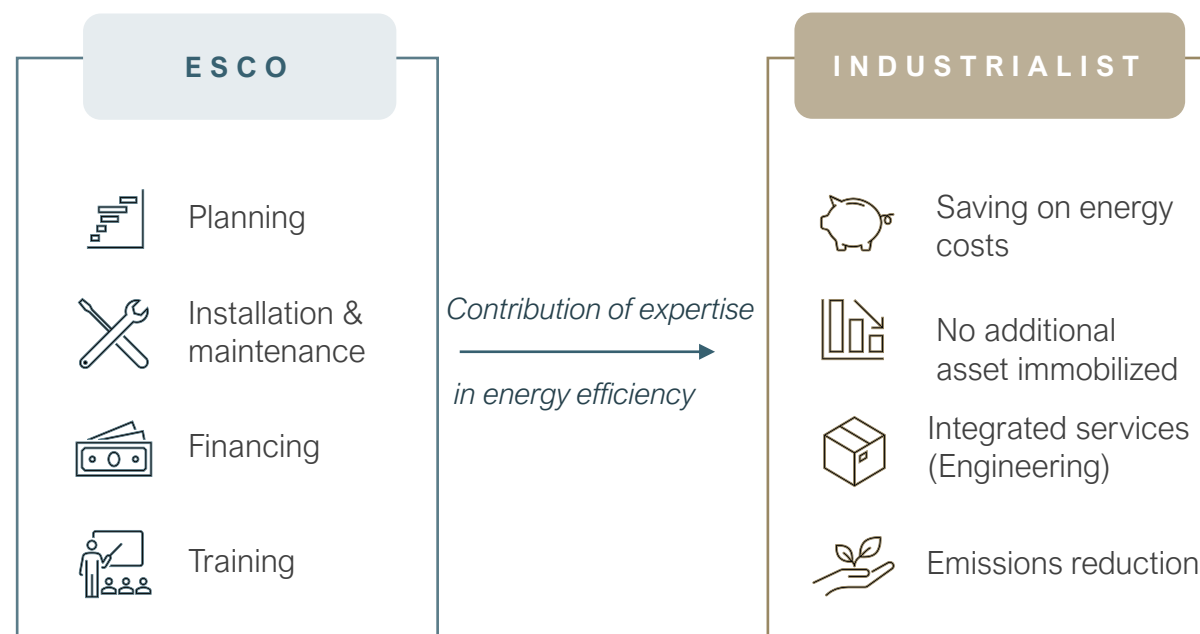 ESCO
Planning
Installation &
maintenance
Financing
Training
Contribution of expertise
in energy efficiency
INDUSTRIALIST
Saving on energy
costs
No additional
asset immobilized
Integrated services
(Engineering)
Emissions reduction